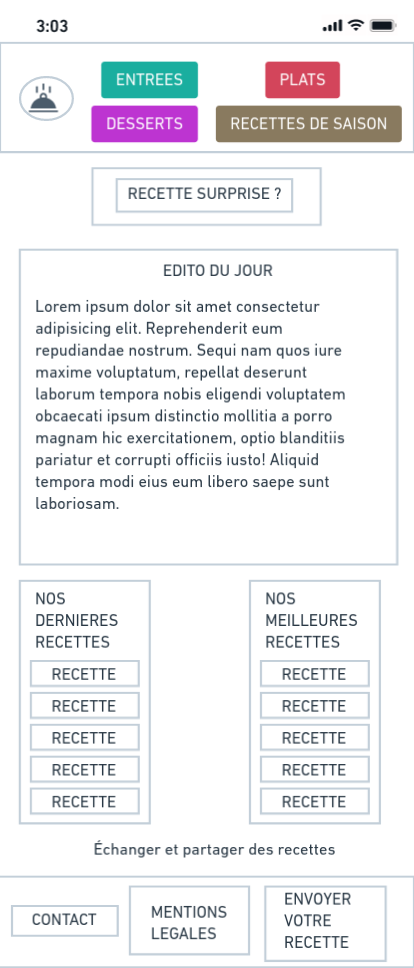 3:03
ENTREES
PLATS
DESSERTS
RECETTES DE SAISON
RECETTE SURPRISE ?
EDITO DU JOUR
Lorem ipsum dolor sit amet consectetur
adipisicing elit. Reprehenderit eum
repudiandae nostrum. Sequi nam quos iure
maxime voluptatum, repellat deserunt
laborum tempora nobis eligendi voluptatem
obcaecati ipsum distinctio mollitia a porro
magnam hic exercitationem, optio blanditiis
pariatur et corrupti officiis iusto! Aliquid
tempora modi eius eum libero saepe sunt
laboriosam.
NOS
DERNIERES
RECETTES
RECETTE
RECETTE
RECETTE
RECETTE
RECETTE
NOS
MEILLEURES
RECETTES
RECETTE
RECETTE
RECETTE
RECETTE
RECETTE
Échanger et partager des recettes
CONTACT
MENTIONS
LEGALES
ENVOYER
VOTRE
RECETTE